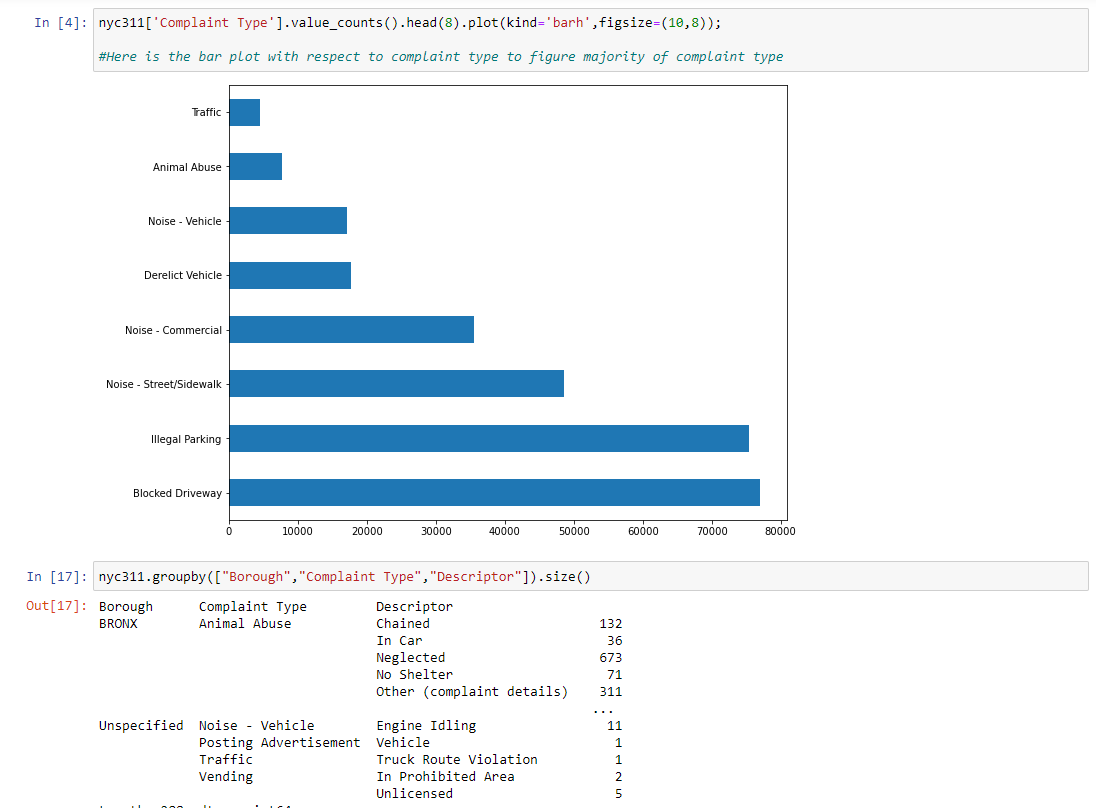 In [4]: nyc311['Complaint Type'].value_counts().head(8).plot(kind='barh',figsize=(10,8));
#Here is the bar plot with respect to complaint type to figure majority of complaint type
Traffic
Animal Abuse
Noise - Vehicle
Derelict Vehicle
Noise - Commercial
Noise - Street/Sidewalk
Illegal Parking
Blocked Driveway
0 10000 20000 30000 40000 50000 60000 70000 80000
In [17]: nyc311.groupby(["Borough","Complaint Type","Descriptor"]).size()
Out[17]: Borough Complaint Type Descriptor
BRONX Animal Abuse Chained 132
In Car 36
Neglected 673
No Shelter 71
Other (complaint details) 311
...
Unspecified Noise - Vehicle Engine Idling 11
Posting Advertisement Vehicle 1
Traffic Truck Route Violation 1
Vending In Prohibited Area 2
Unlicensed 5